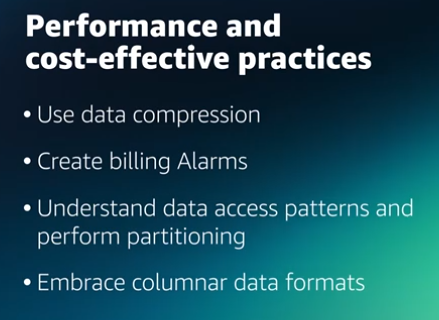 Performance and
cost-effective practices
• Use data compression
• Create billing Alarms
• Understand data access patterns and
perform partitioning
• Embrace columnar data formats